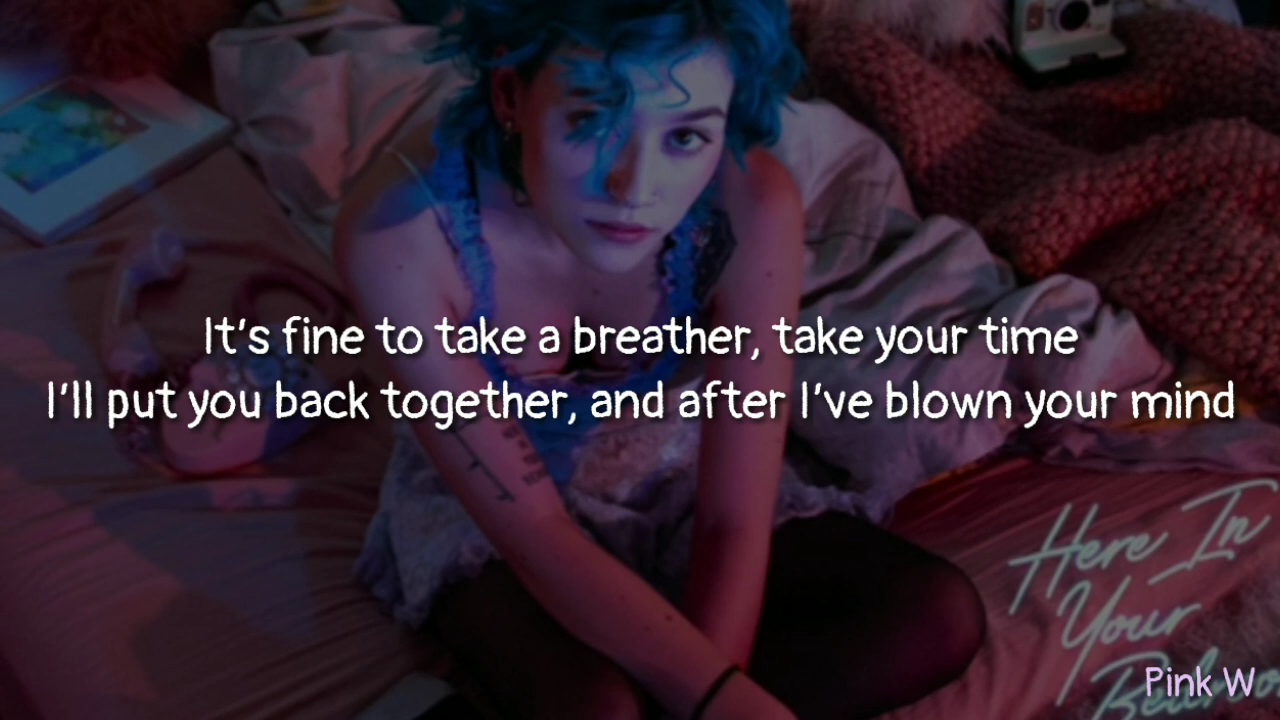 It's fine to take a breather, take your time
I'll put you back together, and after I've blown your mind
Here In
Your
Pink W